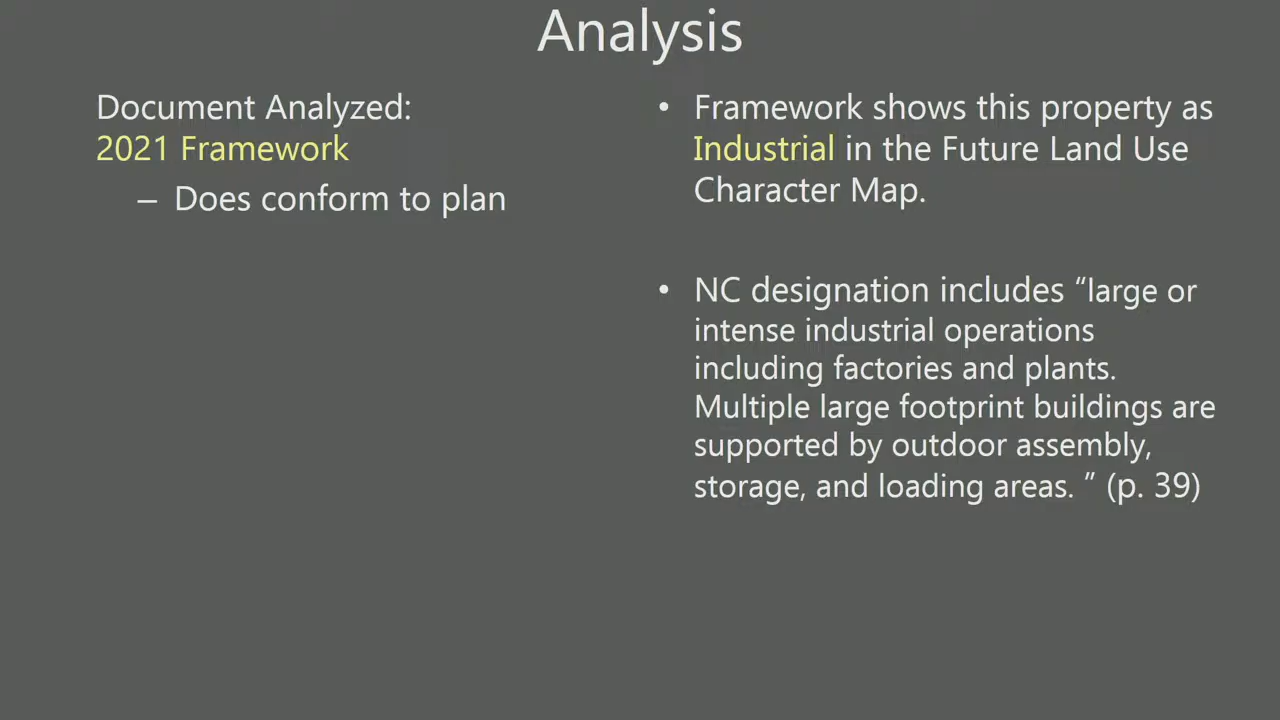 Analysis
Document Analyzed:
2021 Framework
– Does conform to plan
• Framework shows this property as
Industrial in the Future Land Use
Character Map.
• NC designation includes “large or
intense industrial operations
including factories and plants.
Multiple large footprint buildings are
supported by outdoor assembly,
storage, and loading areas. ” (p. 39)